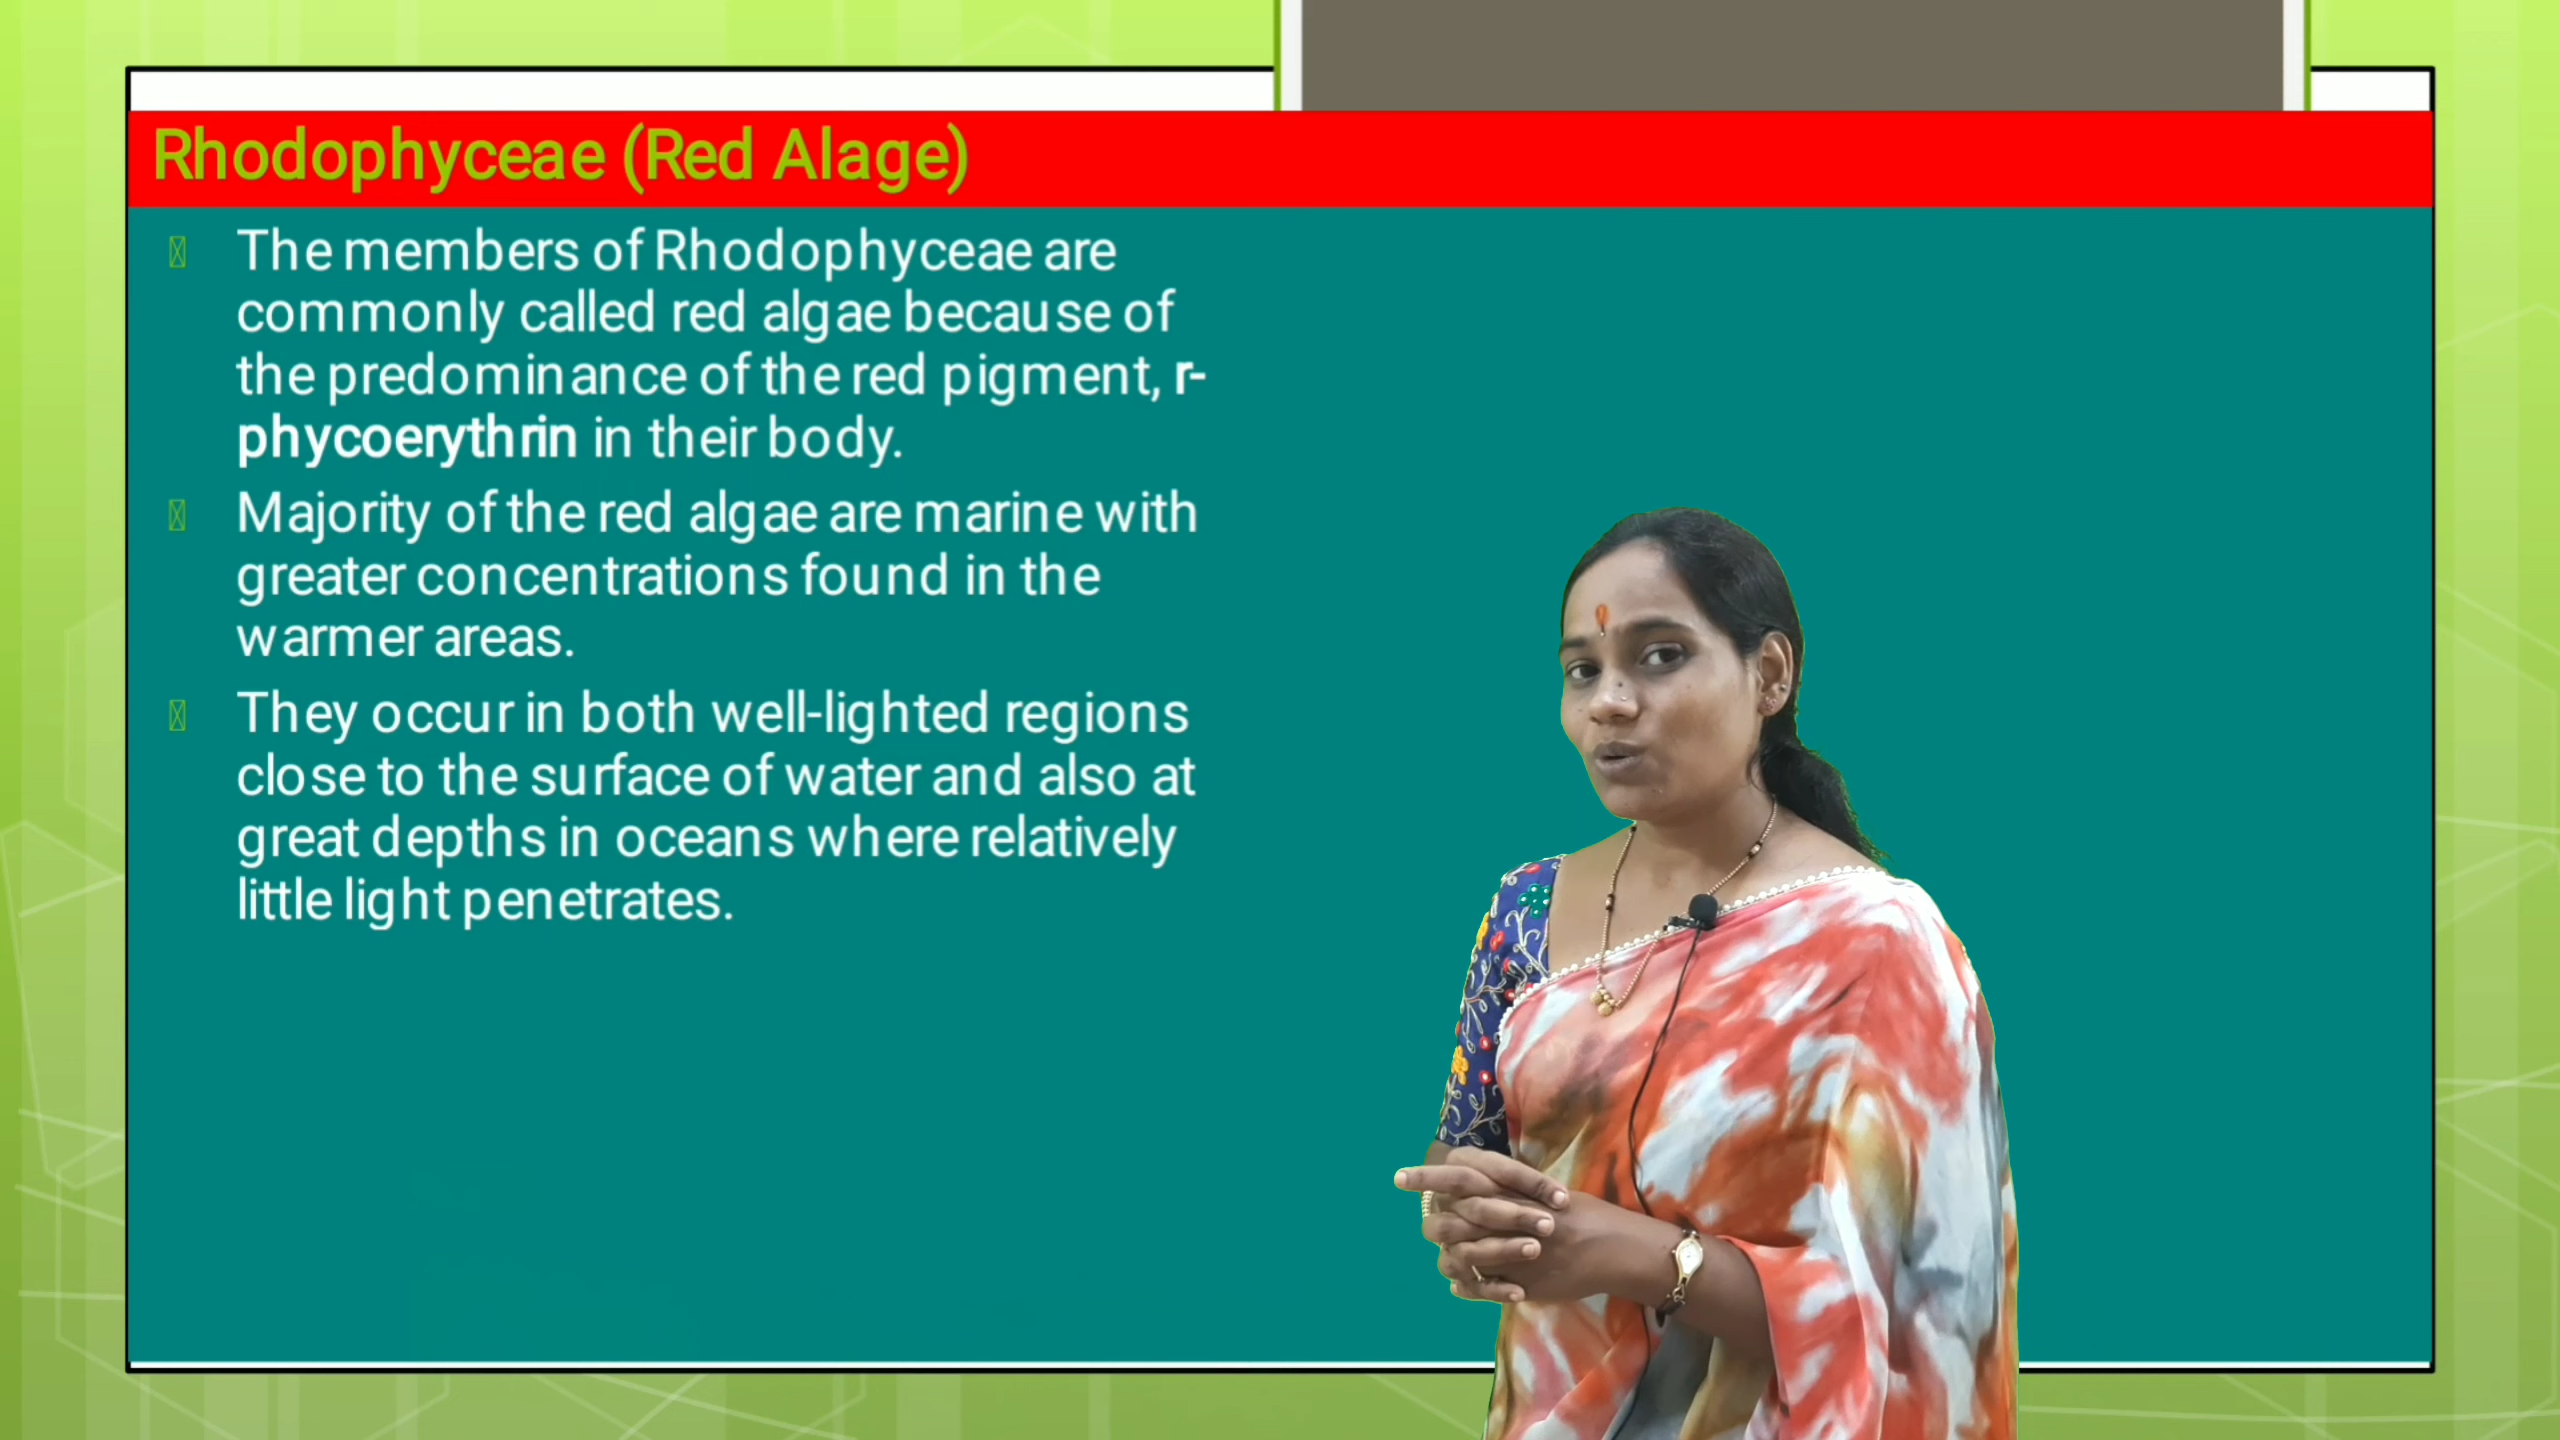 Rhodophyceae (Red Alage)
The members of Rhodophyceae are
commonly called red algae because of
the predominance of the red pigment, r-
phycoerythrin in their body.
Majority of the red algae are marine with
greater concentrations found in the
warmer areas.
They occur in both well-lighted regions
close to the surface of water and also at
great depths in oceans where relatively
little light penetrates.